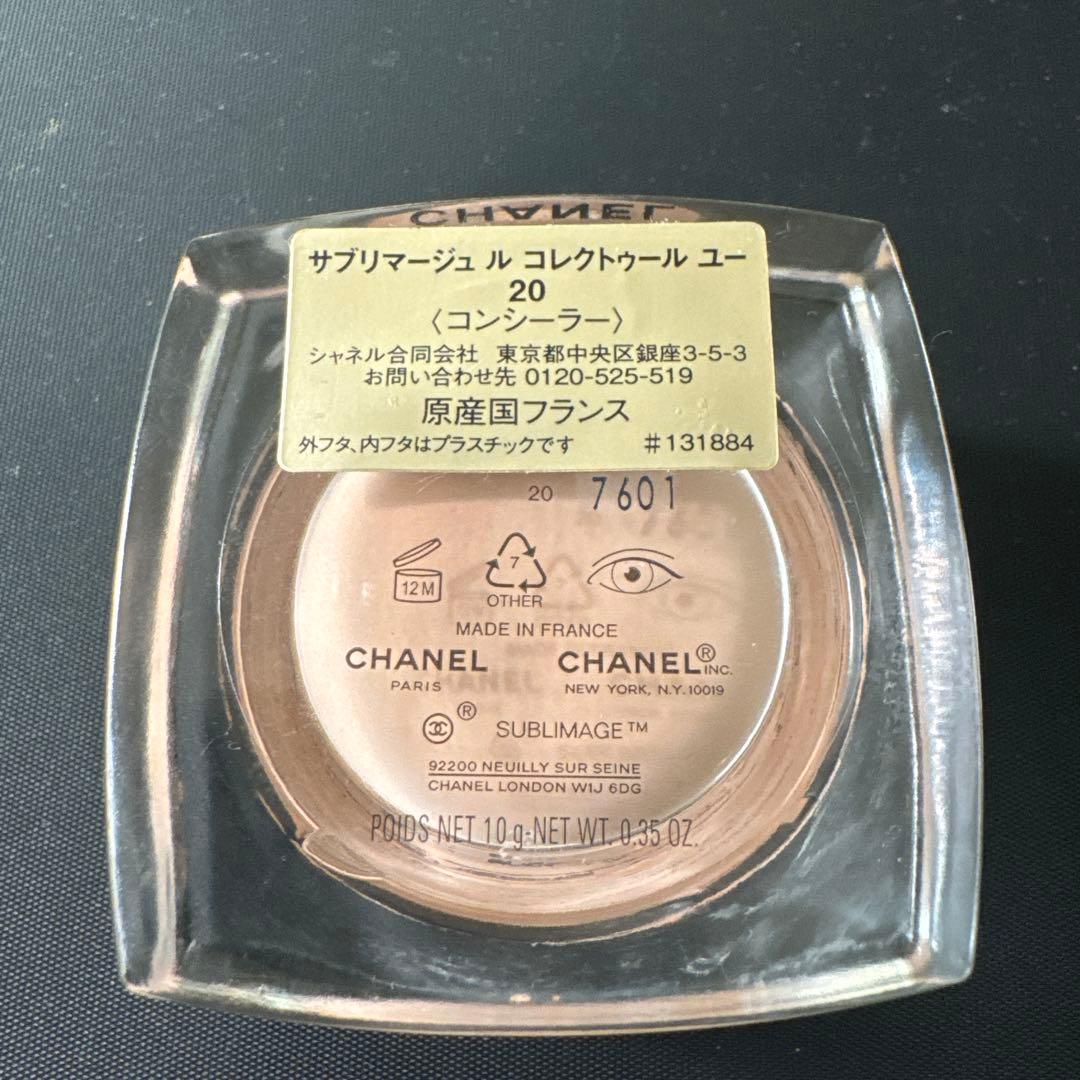 CHANEL
サブリマージュ ル コレクトゥール ユー
20
〈コンシーラー〉
シャネル合同会社 東京都中央区銀座3-5-3
お問い合わせ先 0120-525-519
原産国フランス
外フタ、内フタはプラスチックです #131884
20 7601
12 M
7
OTHER
MADE IN FRANCE
CHANEL CHANEL® INC.
PARIS NEW YORK, N.Y. 10019
® SUBLIMAGE™
92200 NEUILLY SUR SEINE
CHANEL LONDON W1J 6DG
POIDS NET 10 g-NET WT. 0.35 OZ.